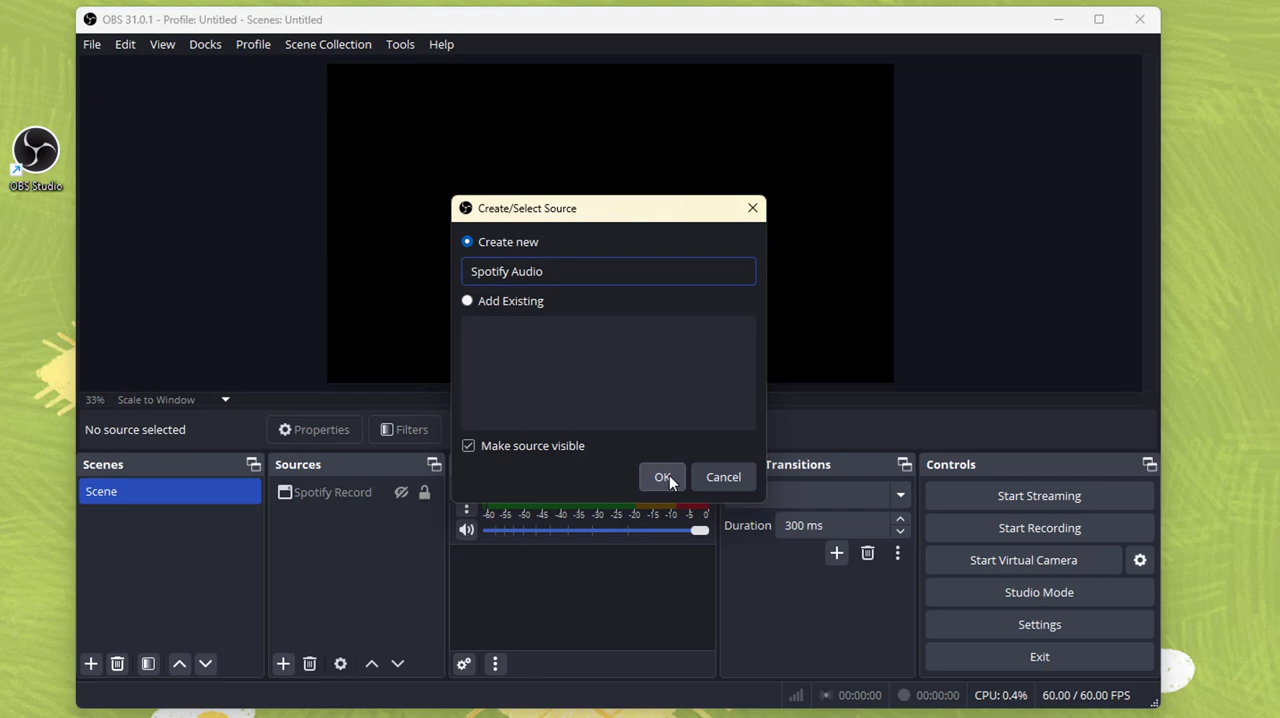 OBS 31.0.1 - Profile: Untitled - Scenes: Untitled
File Edit View Docks Profile Scene Collection Tools Help
OBS Studio
Create/Select Source
Create new
Spotify Audio
Add Existing
Make source visible
OK Cancel
33% Scale to Window
No source selected Properties Filters
Scenes Sources Transitions Controls
Scene
Spotify Record
-60 -55 -50 -45 -40 -35 -30 -25 -20 -15 -10 -5 0
Duration 300 ms
Start Streaming
Start Recording
Start Virtual Camera
Studio Mode
Settings
Exit
00:00:00 00:00:00 CPU: 0.4% 60.00 / 60.00 FPS